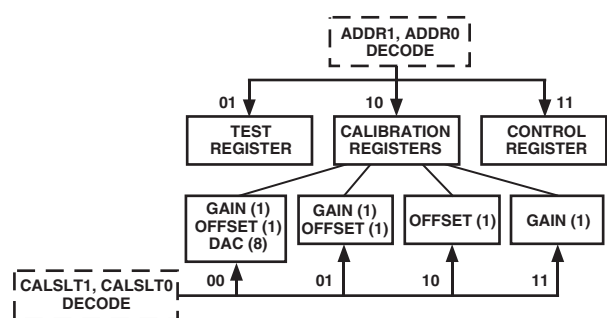 ADDR1, ADDR0
DECODE
01
10
11
TEST
REGISTER
CALIBRATION
REGISTERS
CONTROL
REGISTER
GAIN (1)
OFFSET (1)
DAC (8)
GAIN (1)
OFFSET (1)
OFFSET (1)
GAIN (1)
CALSLT1, CALSLT0
DECODE
00
01
10
11